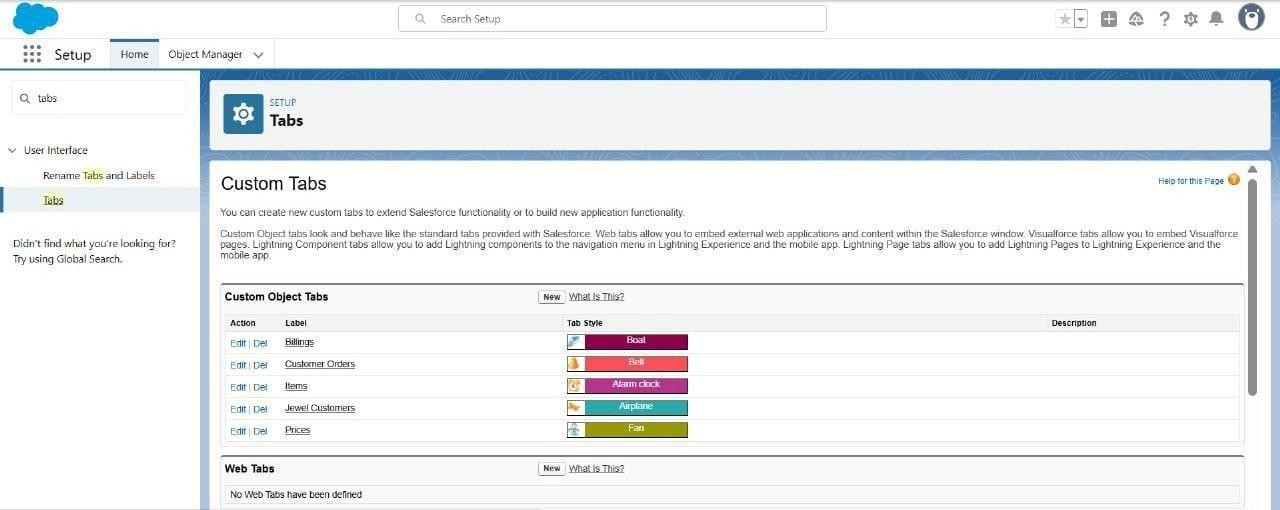 Search Setup
Setup
Home
Object Manager
tabs
User Interface
Rename Tabs and Labels
Tabs
Didn't find what you're looking for?
Try using Global Search.
SETUP
Tabs
Custom Tabs
Help for this Page
You can create new custom tabs to extend Salesforce functionality or to build new application functionality.
Custom Object tabs look and behave like the standard tabs provided with Salesforce. Web tabs allow you to embed external web applications and content within the Salesforce window. Visualforce tabs allow you to embed Visualforce
pages. Lightning Component tabs allow you to add Lightning components to the navigation menu in Lightning Experience and the mobile app. Lightning Page tabs allow you to add Lightning Pages to Lightning Experience and the
mobile app.
Custom Object Tabs New What Is This?
Action Label Tab Style Description
Edit | Del Billings Boat
Edit | Del Customer Orders Bell
Edit | Del Items Alarm clock
Edit | Del Jewel Customers Airplane
Edit | Del Prices Fan
Web Tabs New What Is This?
No Web Tabs have been defined